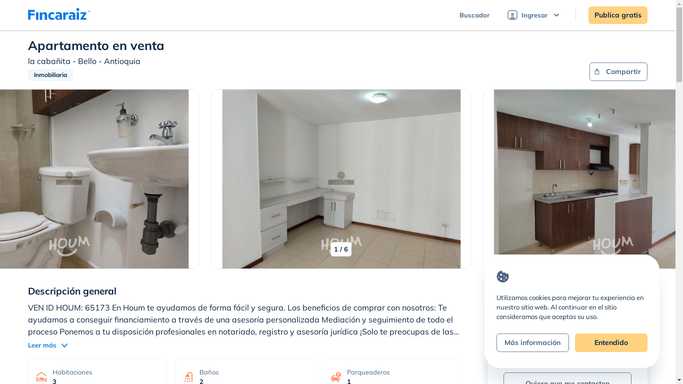 Fincaraiz
Buscador
Ingresar
Publica gratis
Apartamento en venta
la cabañita - Bello - Antioquia
Inmobiliaria
Compartir
HOUM
HOUM
HOUM
1 / 6
Descripción general
VEN ID HOUM: 65173 En Houm te ayudamos de forma fácil y segura. Los beneficios de comprar con nosotros: Te
ayudamos a conseguir financiamiento a través de una asesoría personalizada Mediación y seguimiento de todo el
proceso Ponemos a tu disposición profesionales en notariado, registro y asesoría jurídica ¡Solo te preocupas de las...
Leer más
Habitaciones
3
Baños
2
Parqueaderos
1
Utilizamos cookies para mejorar tu experiencia en
nuestro sitio web. Al continuar en el sitio
consideramos que aceptas su uso.
Más información
Entendido
Quiero que me contacten